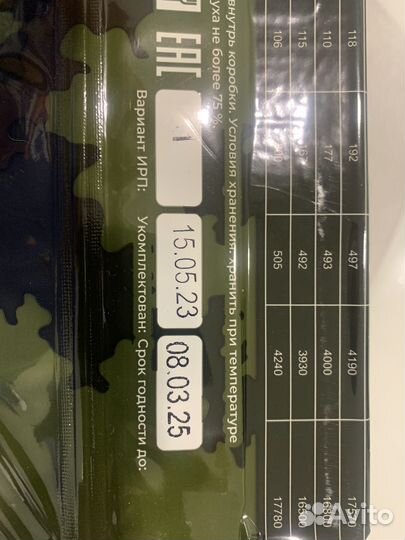 118 192 497 4190
110 177 493 4000
115 492 3930
106 505 4240 17780
внутрь коробки. Условия хранения: хранить при температуре
уха не более 75 %.
EAC
1 15.05.23 08.03.25
Вариант ИРП: Укомплектован: Срок годности до:
Avito